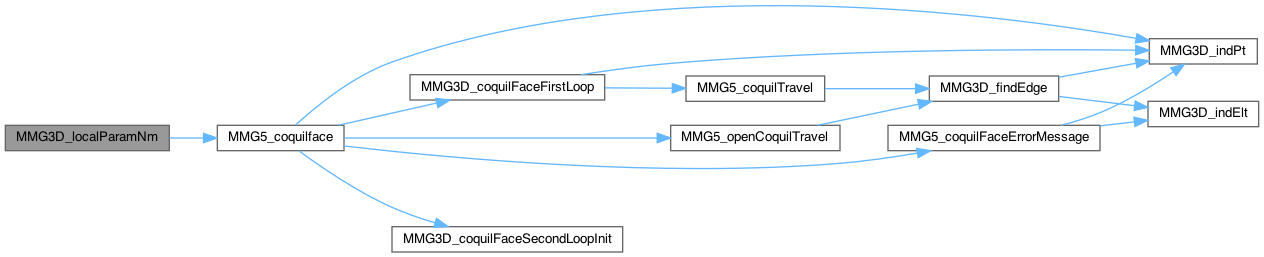 MMG3D_localParamNm
MMG5_coquilface
MMG3D_coquilFaceFirstLoop
MMG5_coquilTravel
MMG3D_findEdge
MMG3D_indPt
MMG3D_indElt
MMG5_openCoquilTravel
MMG5_coquilFaceErrorMessage
MMG3D_coquilFaceSecondLoopInit